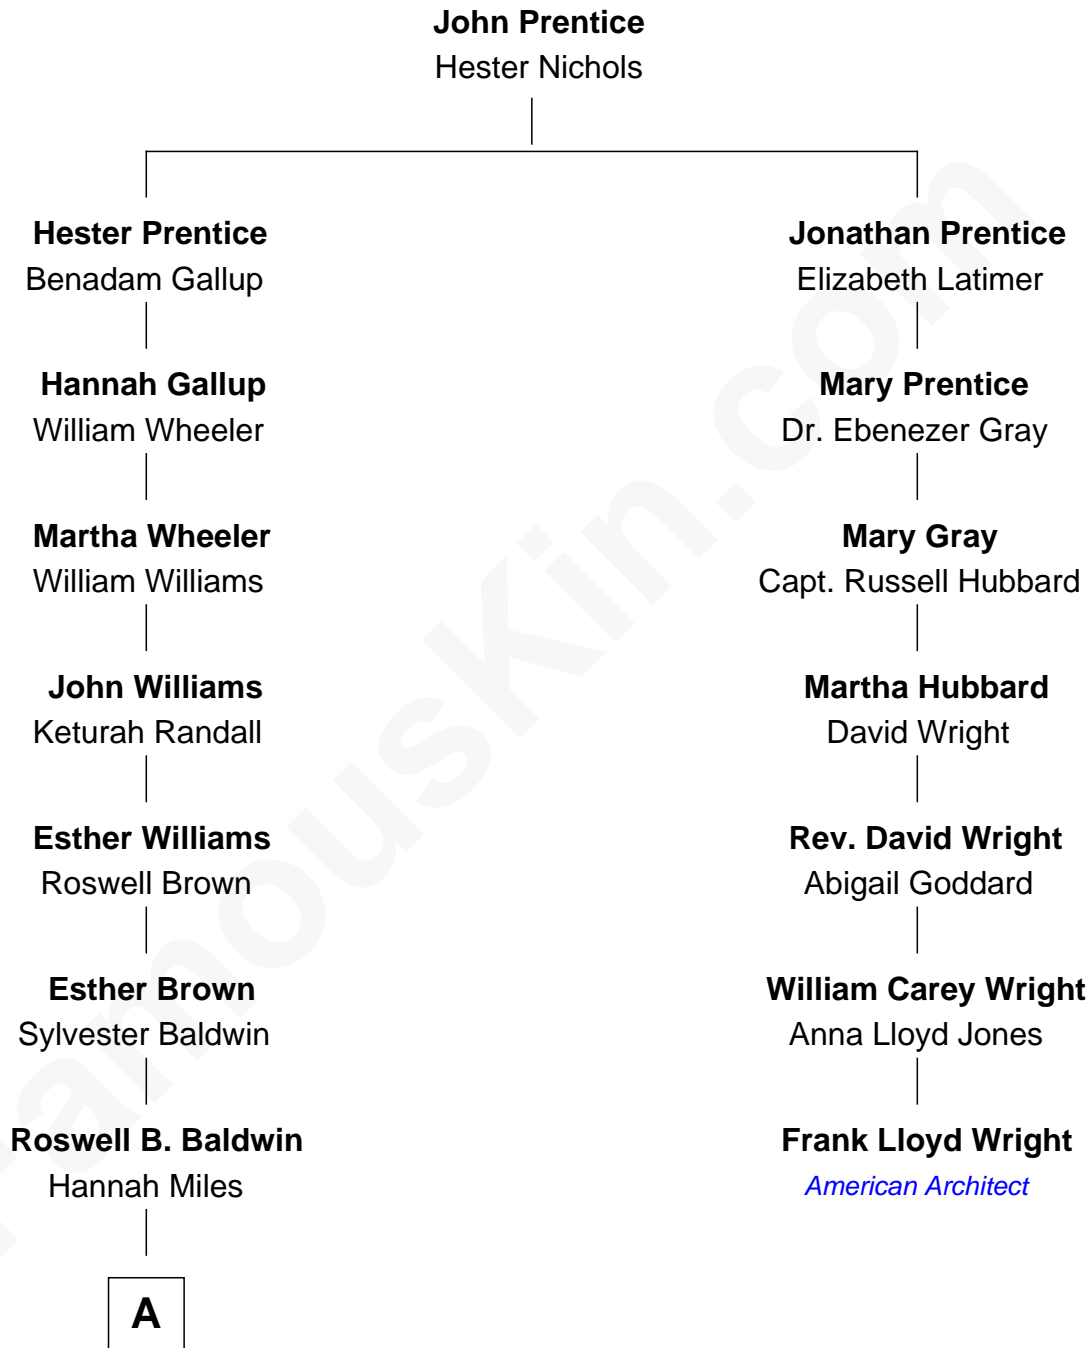 John Prentice
Hester Nichols
Hester Prentice
Benadam Gallup
Jonathan Prentice
Elizabeth Latimer
Hannah Gallup
William Wheeler
Mary Prentice
Dr. Ebenezer Gray
Martha Wheeler
William Williams
Mary Gray
Capt. Russell Hubbard
John Williams
Keturah Randall
Martha Hubbard
David Wright
Esther Williams
Roswell Brown
Rev. David Wright
Abigail Goddard
Esther Brown
Sylvester Baldwin
William Carey Wright
Anna Lloyd Jones
Roswell B. Baldwin
Hannah Miles
Frank Lloyd Wright
American Architect
A
FamousKin.com